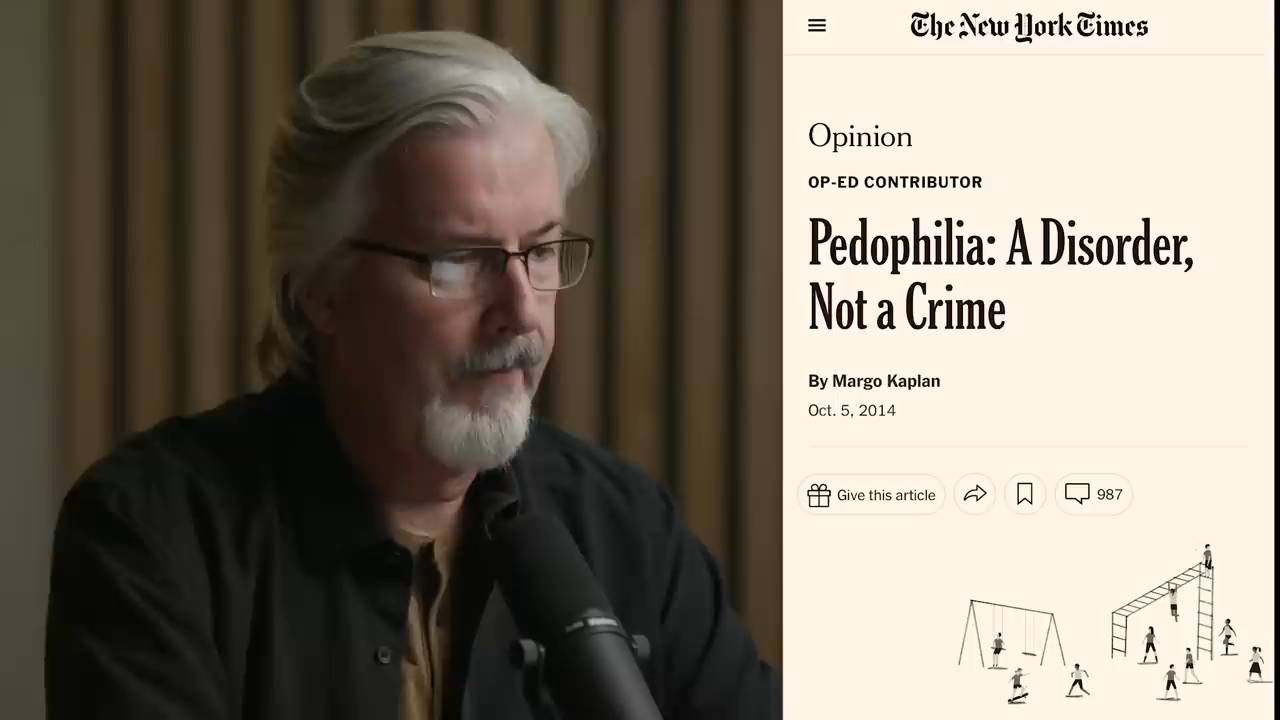 The New York Times
Opinion
OP-ED CONTRIBUTOR
Pedophilia: A Disorder,
Not a Crime
By Margo Kaplan
Oct. 5, 2014
Give this article
987